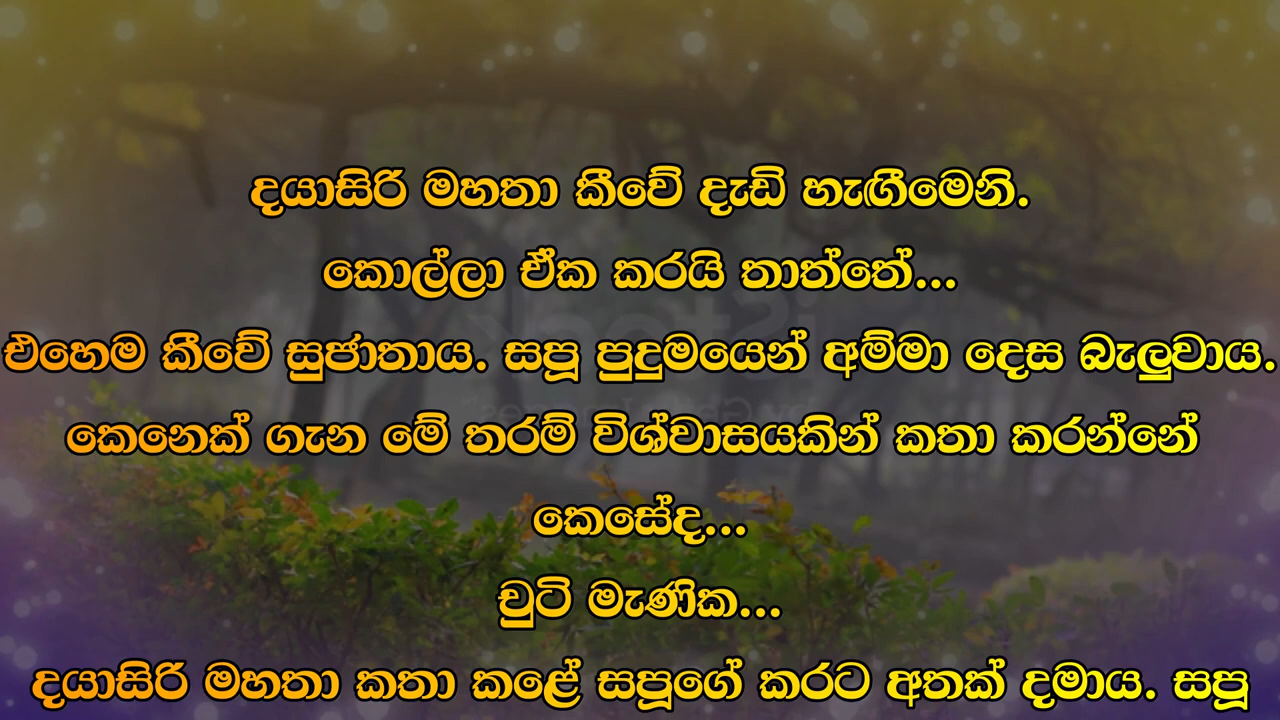 දයාසිරි මහතා කීවේ දැඩි හැඟීමෙනි.
කොල්ලා ඒක කරයි තාත්තේ...
එහෙම කීවේ සුජාතාය. සපූ පුදුමයෙන් අම්මා දෙස බැලුවාය.
කෙනෙක් ගැන මේ තරම් විශ්වාසයකින් කතා කරන්නේ
කෙසේද...
චුටි මැණික...
දයාසිරි මහතා කතා කළේ සපූගේ කරට අතක් දමාය. සපූ